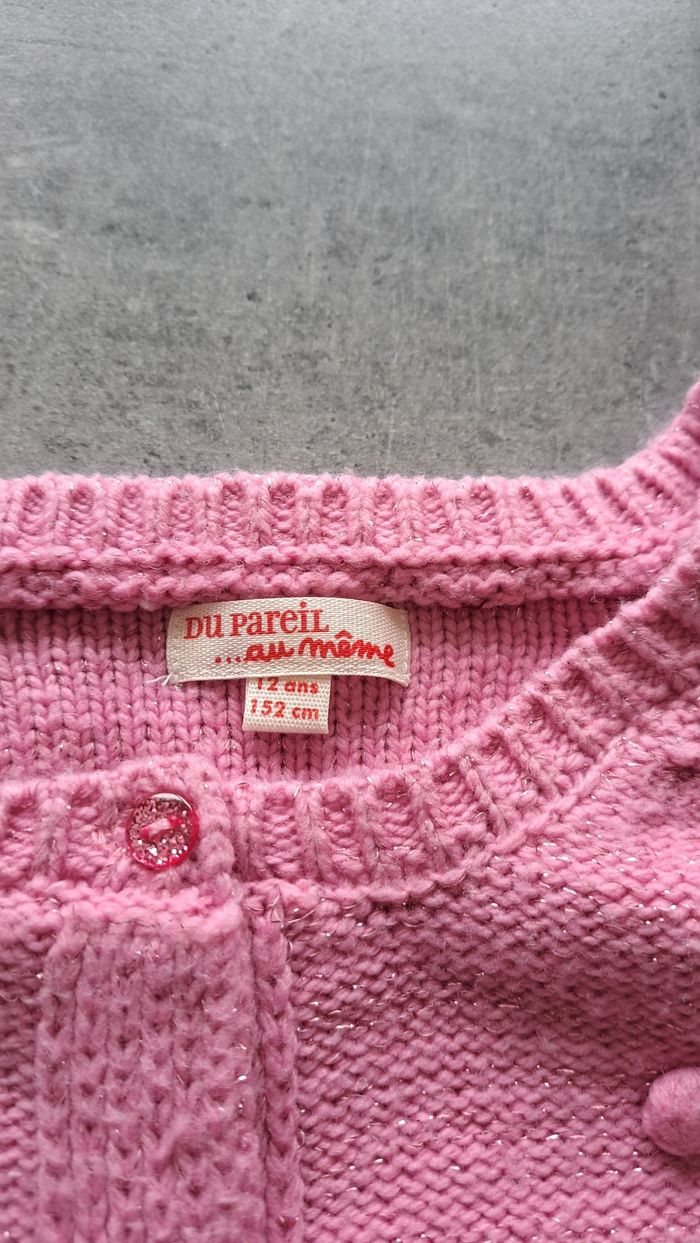 DU PAREIL
...au même
12 ans
152 cm